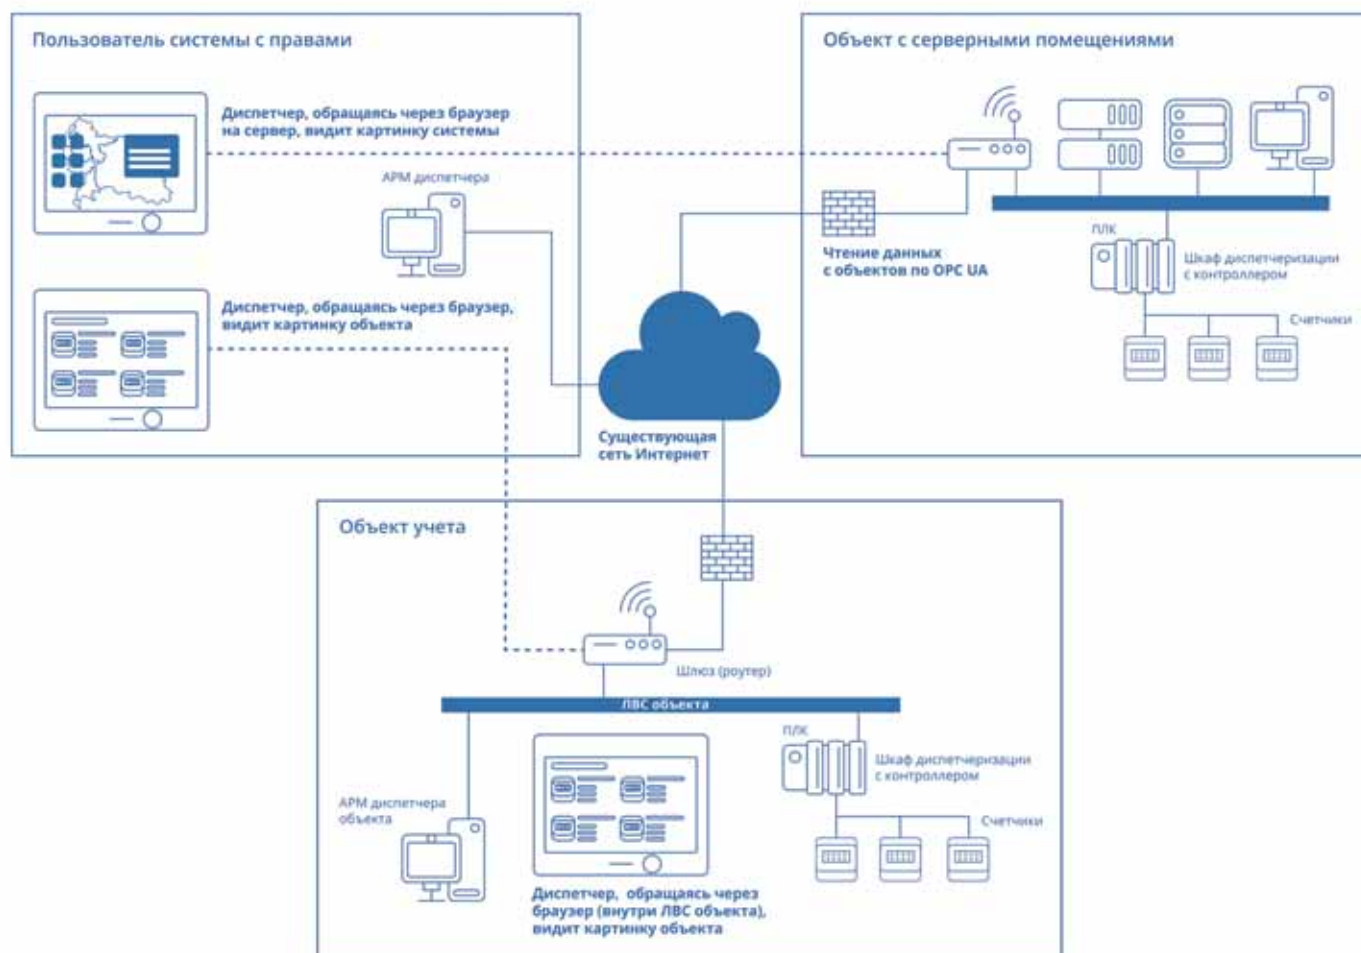 Пользователь системы с правами
Диспетчер, обращаясь через браузер
на сервер, видит картинку системы
АРМ диспетчера
Диспетчер, обращаясь через браузер,
видит картинку объекта
Объект с серверными помещениями
Чтение данных
с объектов по OPC UA
ПЛК
Шкаф диспетчеризации
с контроллером
Счетчики
Существующая
сеть Интернет
Объект учета
Шлюз (роутер)
ЛВС объекта
АРМ диспетчера
объекта
Диспетчер, обращаясь через
браузер (внутри ЛВС объекта),
видит картинку объекта
ПЛК
Шкаф диспетчеризации
с контроллером
Счетчики